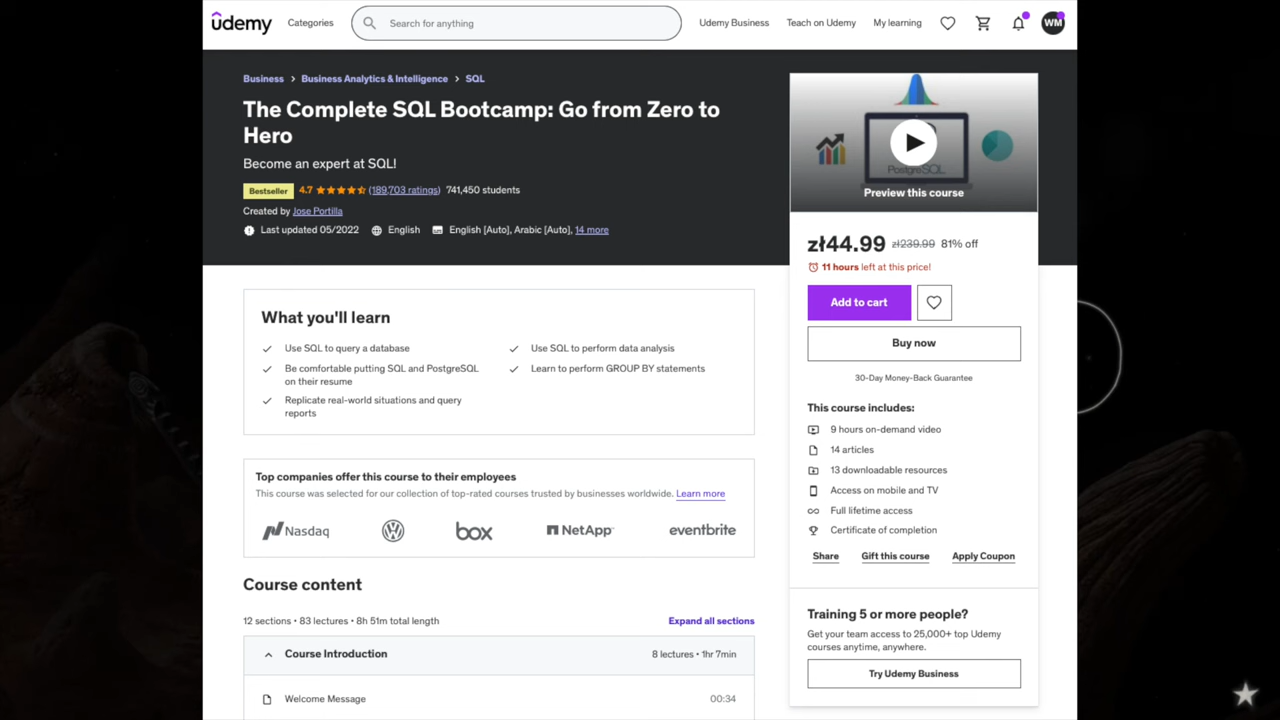 udemy
Categories
Search for anything
Udemy Business
Teach on Udemy
My learning
WM
Business > Business Analytics & Intelligence > SQL
The Complete SQL Bootcamp: Go from Zero to
Hero
Become an expert at SQL!
Bestseller 4.7 (189,703 ratings) 741,450 students
Created by Jose Portilla
Last updated 05/2022 English English [Auto], Arabic [Auto], 14 more
PostgreSQL
Preview this course
zł44.99 zł239.99 81% off
11 hours left at this price!
Add to cart
Buy now
30-Day Money-Back Guarantee
This course includes:
9 hours on-demand video
14 articles
13 downloadable resources
Access on mobile and TV
Full lifetime access
Certificate of completion
Share Gift this course Apply Coupon
Training 5 or more people?
Get your team access to 25,000+ top Udemy
courses anytime, anywhere.
Try Udemy Business
What you'll learn
Use SQL to query a database
Be comfortable putting SQL and PostgreSQL
on their resume
Replicate real-world situations and query
reports
Use SQL to perform data analysis
Learn to perform GROUP BY statements
Top companies offer this course to their employees
This course was selected for our collection of top-rated courses trusted by businesses worldwide. Learn more
Nasdaq
box
NetApp
eventbrite
Course content
12 sections • 83 lectures • 8h 51m total length
Expand all sections
Course Introduction 8 lectures • 1hr 7min
Welcome Message 00:34